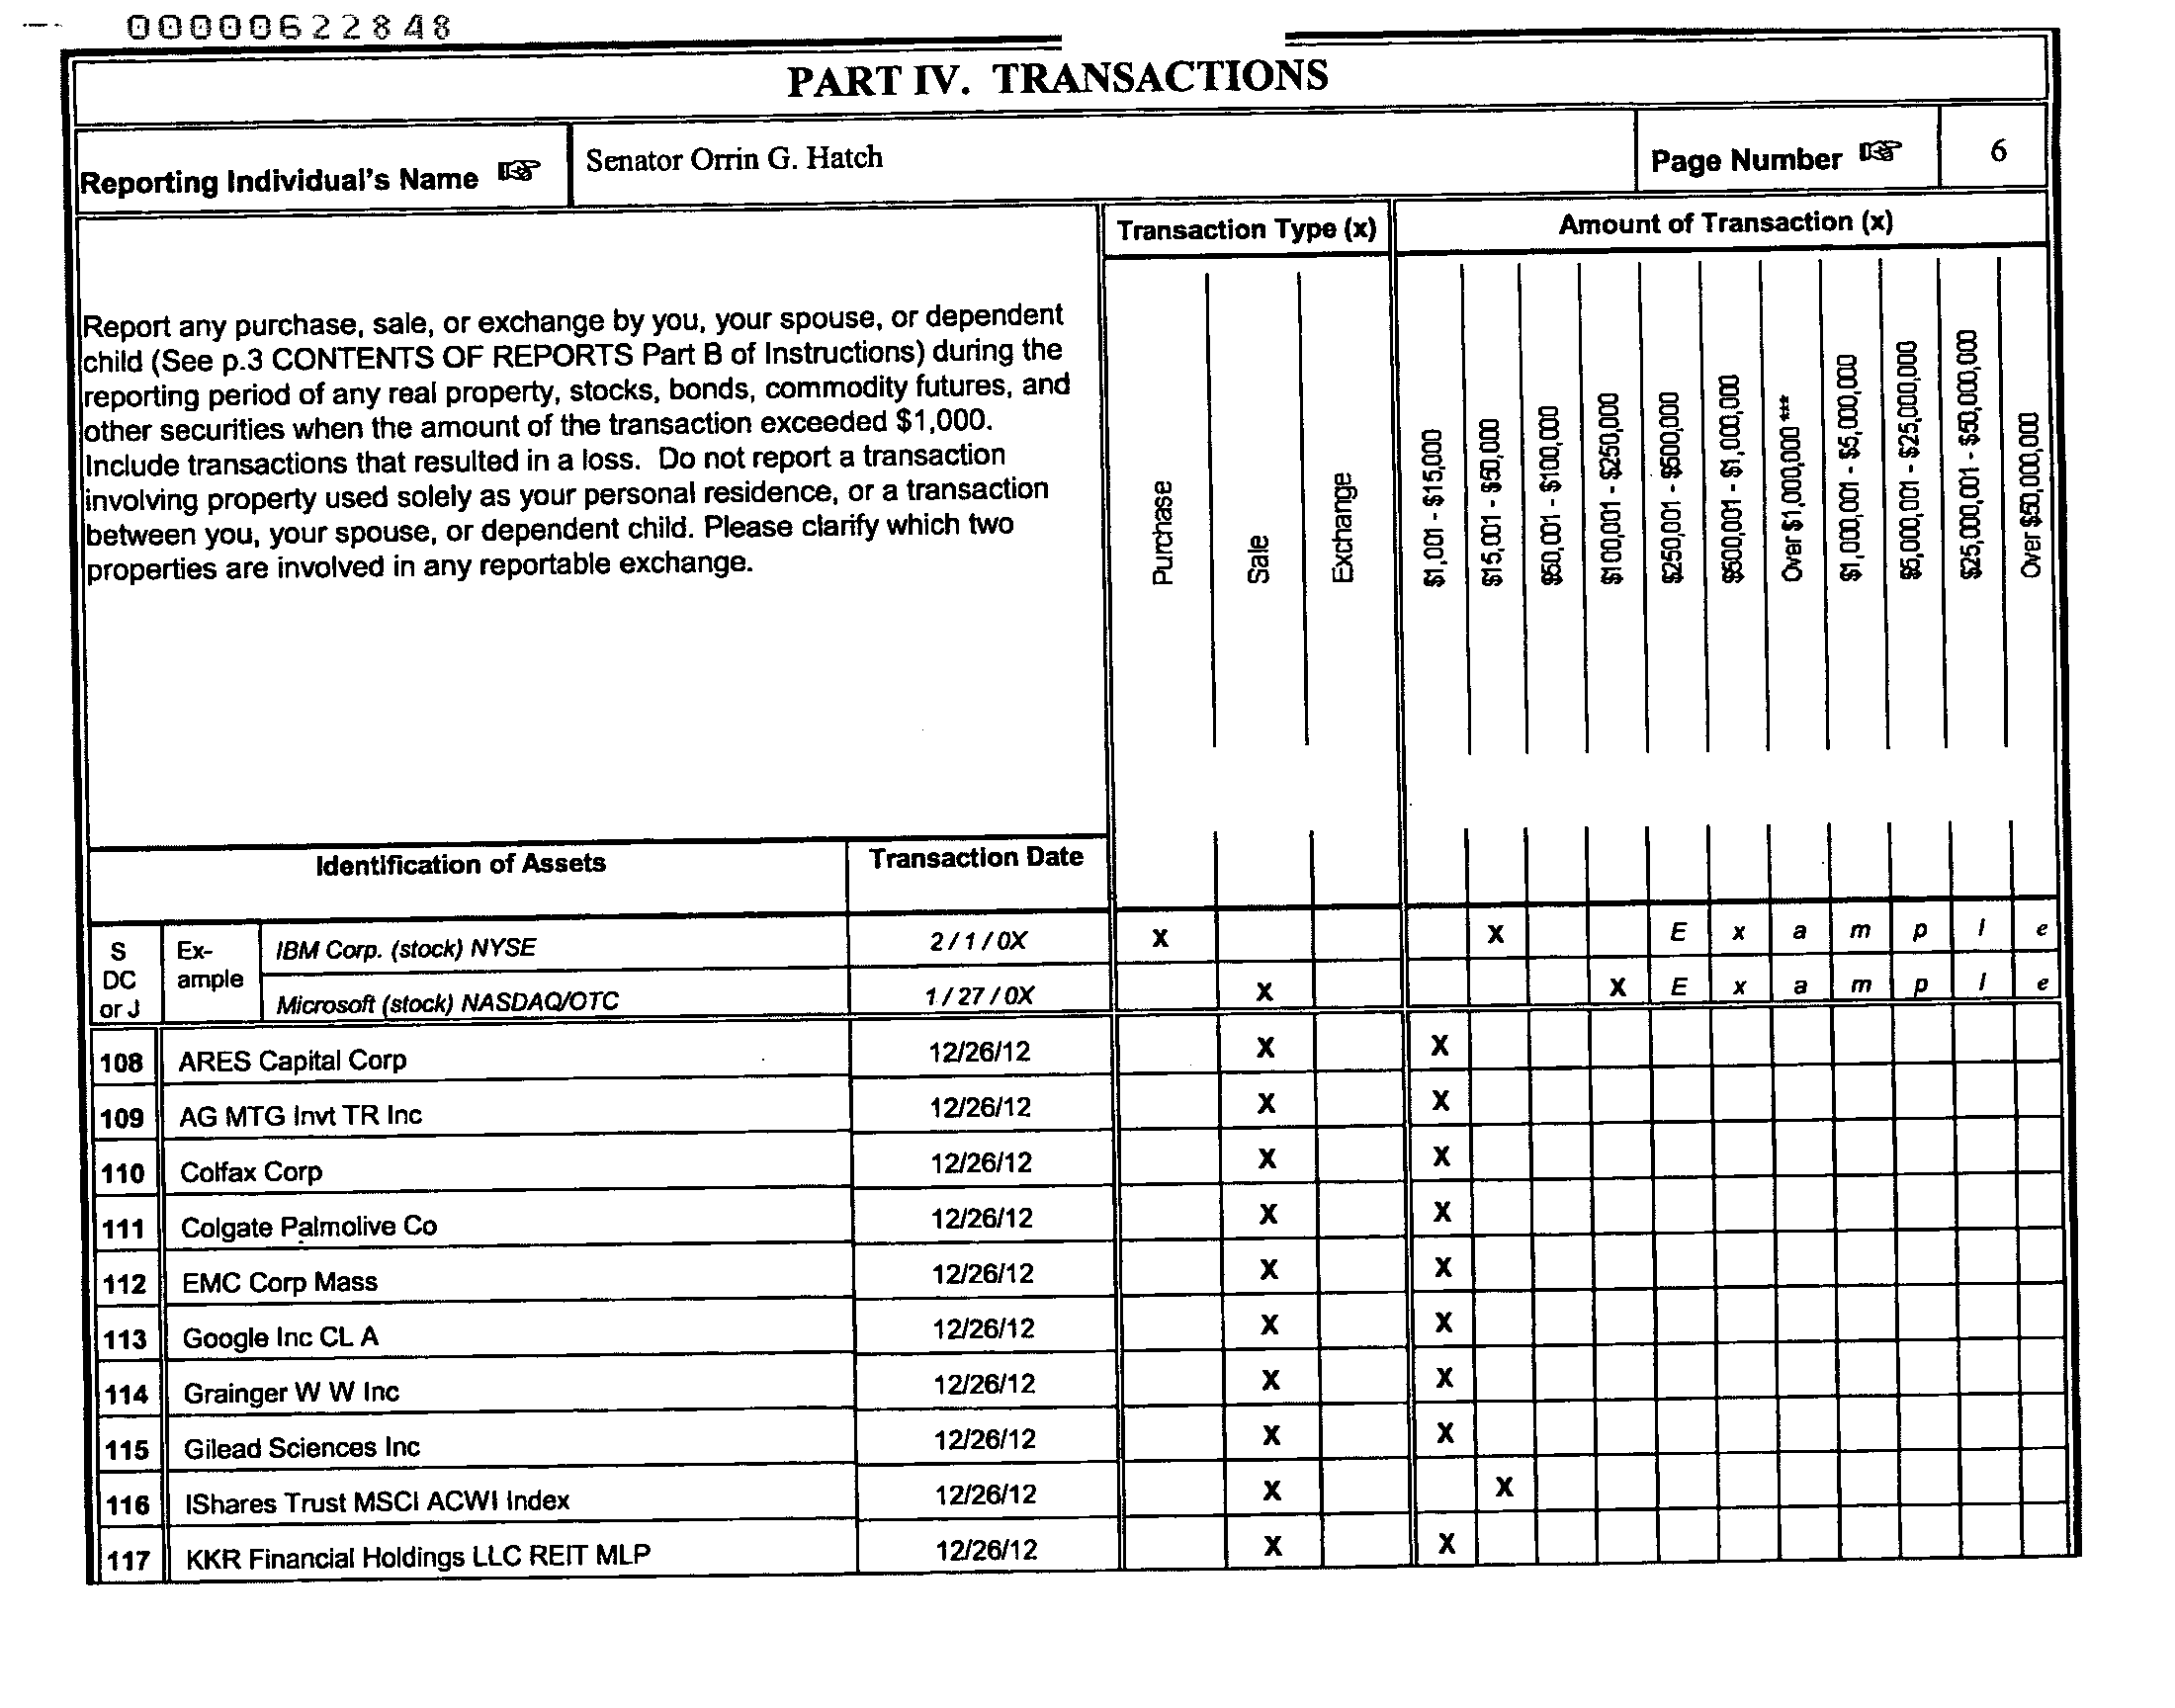 00000622848
PART IV. TRANSACTIONS
Reporting Individual's Name ☞ Senator Orrin G. Hatch Page Number ☞ 6
Transaction Type (x) Amount of Transaction (x)
Report any purchase, sale, or exchange by you, your spouse, or dependent
child (See p.3 CONTENTS OF REPORTS Part B of Instructions) during the
reporting period of any real property, stocks, bonds, commodity futures, and
other securities when the amount of the transaction exceeded $1,000.
Include transactions that resulted in a loss. Do not report a transaction
involving property used solely as your personal residence, or a transaction
between you, your spouse, or dependent child. Please clarify which two
properties are involved in any reportable exchange.
Purchase
Sale
Exchange
$1,001 - $15,000
$15,001 - $50,000
$50,001 - $100,000
$100,001 - $250,000
$250,001 - $500,000
$500,001 - $1,000,000
Over $1,000,000 ***
$1,000,001 - $5,000,000
$5,000,001 - $25,000,000
$25,000,001 - $50,000,000
Over $50,000,000
Identification of Assets Transaction Date
S
DC
or J
Ex-
ample
IBM Corp. (stock) NYSE 2 / 1 / 0X X X E x a m p l e
Microsoft (stock) NASDAQ/OTC 1 / 27 / 0X X X E x a m p l e
108 ARES Capital Corp 12/26/12 X X
109 AG MTG Invt TR Inc 12/26/12 X X
110 Colfax Corp 12/26/12 X X
111 Colgate Palmolive Co 12/26/12 X X
112 EMC Corp Mass 12/26/12 X X
113 Google Inc CL A 12/26/12 X X
114 Grainger W W Inc 12/26/12 X X
115 Gilead Sciences Inc 12/26/12 X X
116 IShares Trust MSCI ACWI Index 12/26/12 X X
117 KKR Financial Holdings LLC REIT MLP 12/26/12 X X